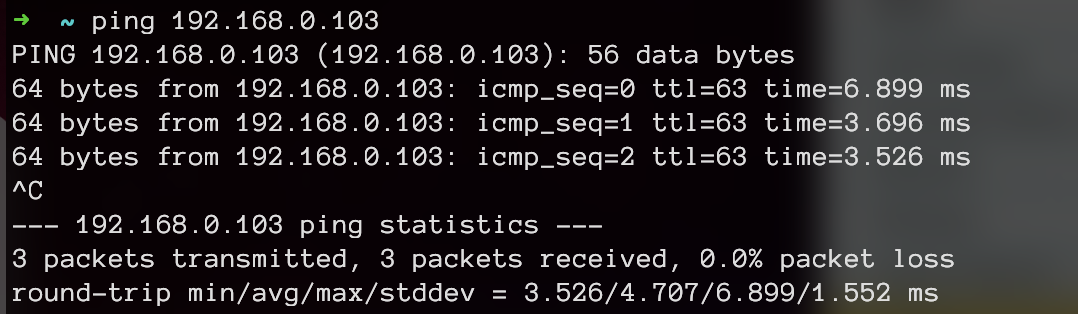 ➜  ~ ping 192.168.0.103
PING 192.168.0.103 (192.168.0.103): 56 data bytes
64 bytes from 192.168.0.103: icmp_seq=0 ttl=63 time=6.899 ms
64 bytes from 192.168.0.103: icmp_seq=1 ttl=63 time=3.696 ms
64 bytes from 192.168.0.103: icmp_seq=2 ttl=63 time=3.526 ms
^C
--- 192.168.0.103 ping statistics ---
3 packets transmitted, 3 packets received, 0.0% packet loss
round-trip min/avg/max/stddev = 3.526/4.707/6.899/1.552 ms